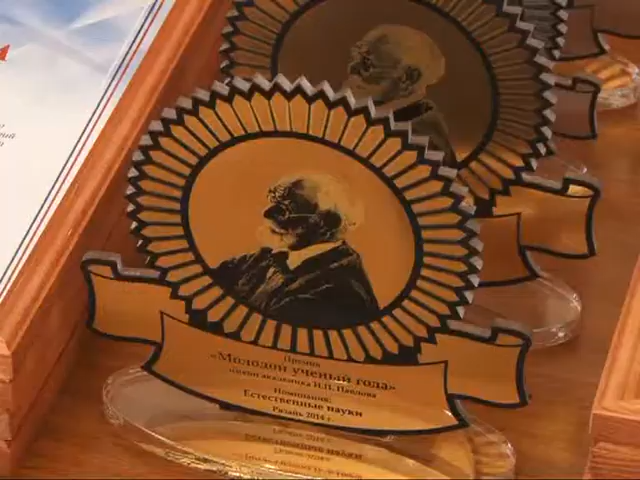 Премия
«Молодой ученый года»
имени академика И.П. Павлова
Номинация:
Естественные науки
Рязань 2014 г.